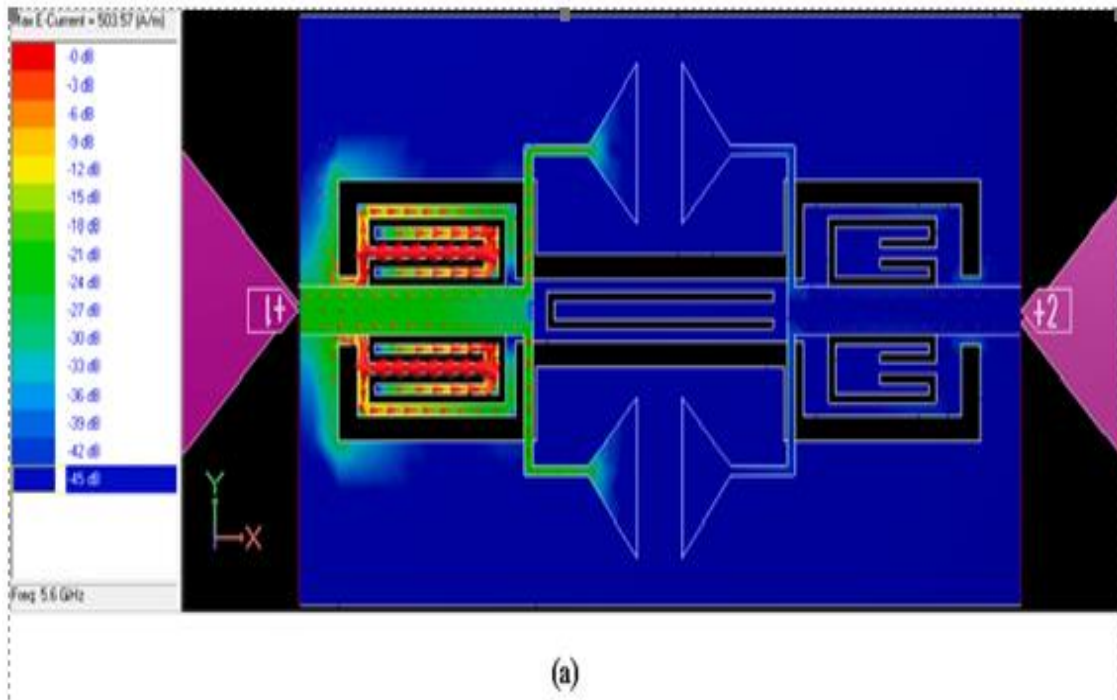 Max E-Current = 503.57 (A/m)
-0 dB
-3 dB
-6 dB
-9 dB
-12 dB
-15 dB
-18 dB
-21 dB
-24 dB
-27 dB
-30 dB
-33 dB
-36 dB
-39 dB
-42 dB
-45 dB
1+
+2
Y
X
Freq: 5.6 GHz
(a)